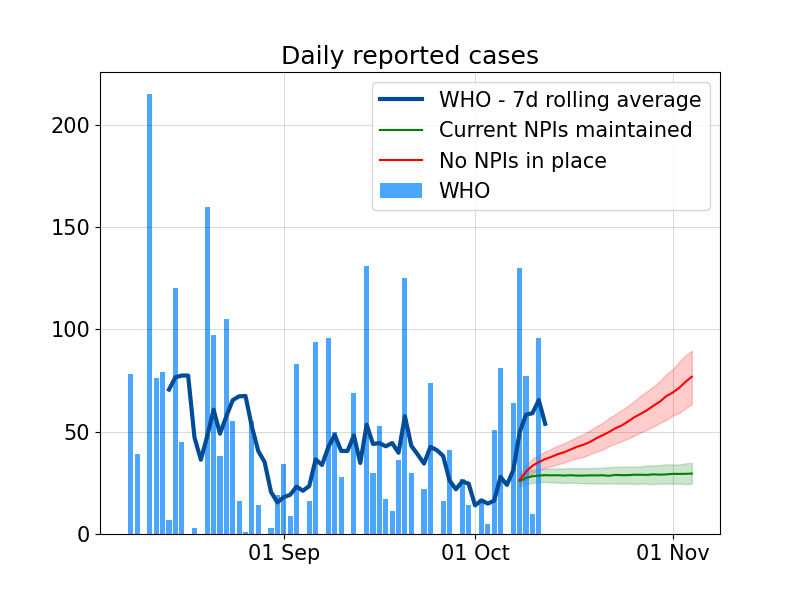 Daily reported cases
WHO - 7d rolling average
Current NPIs maintained
No NPIs in place
WHO
200
150
100
50
0
01 Sep
01 Oct
01 Nov